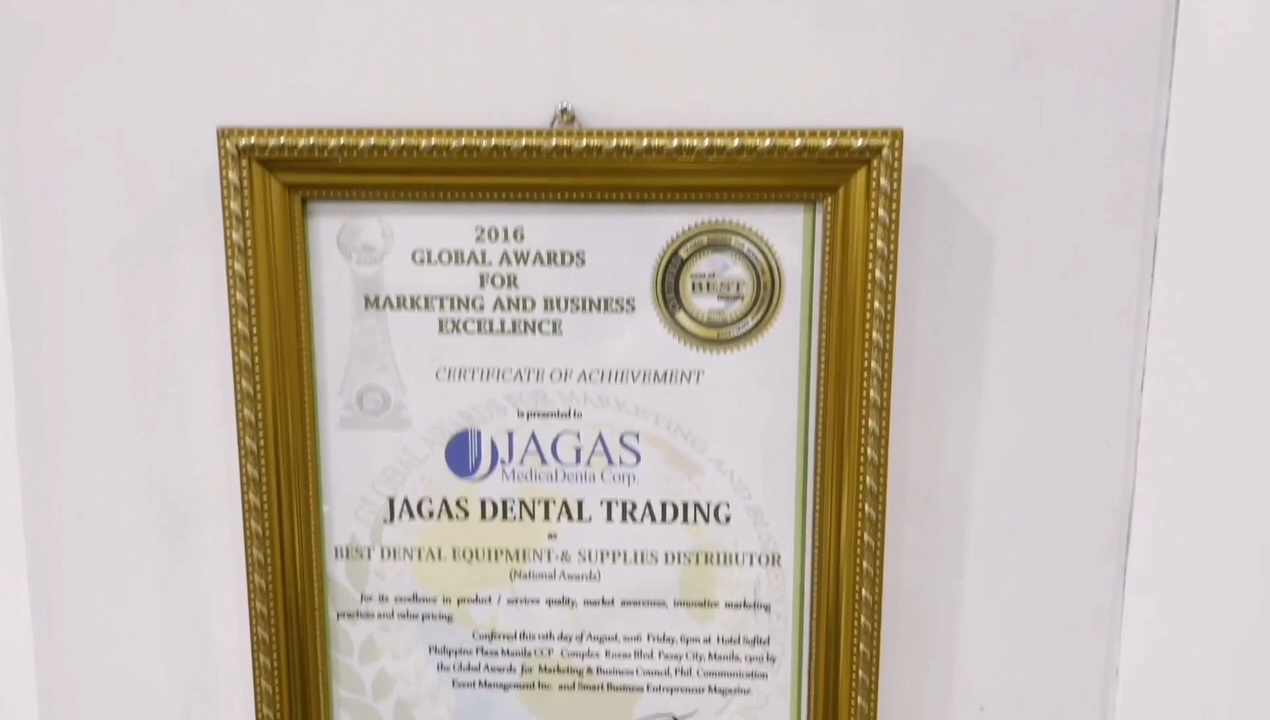 2016
GLOBAL AWARDS
FOR
MARKETING AND BUSINESS
EXCELLENCE
BEST
CERTIFICATE OF ACHIEVEMENT
is presented to
JAGAS
MedicaDenta Corp.
JAGAS DENTAL TRADING
as
BEST DENTAL EQUIPMENT & SUPPLIES DISTRIBUTOR
(National Awards)
for its excellence in product / services quality, market awareness, innovative marketing
practices and value pricing.
Conferred this 12th day of August, 2016 Friday, 6pm at Hotel Sofitel
Philippine Plaza Manila CCP Complex Roxas Blvd. Pasay City, Manila, 1300 by
the Global Awards for Marketing & Business Council, Phil. Communication
Event Management Inc. and Smart Business Entrepreneur Magazine.